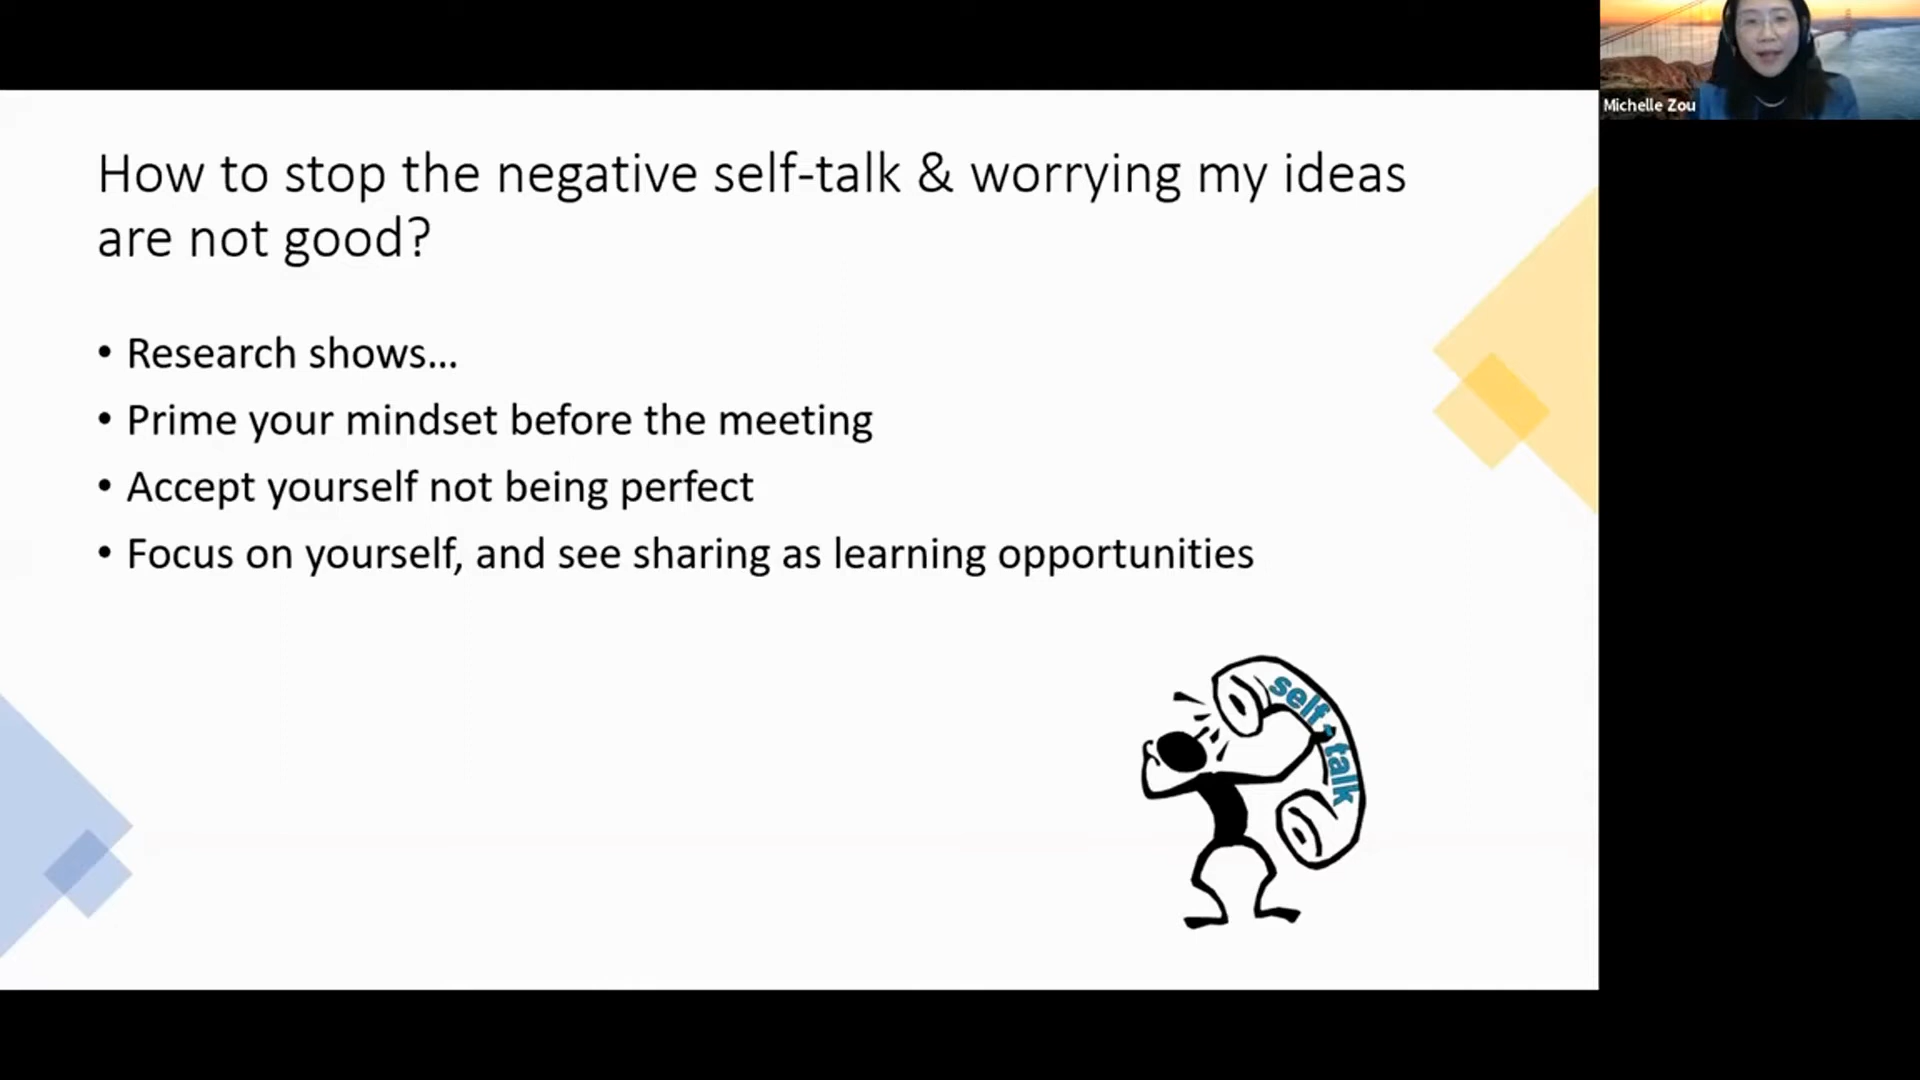 Michelle Zou
How to stop the negative self-talk & worrying my ideas
are not good?
• Research shows...
• Prime your mindset before the meeting
• Accept yourself not being perfect
• Focus on yourself, and see sharing as learning opportunities
self-talk